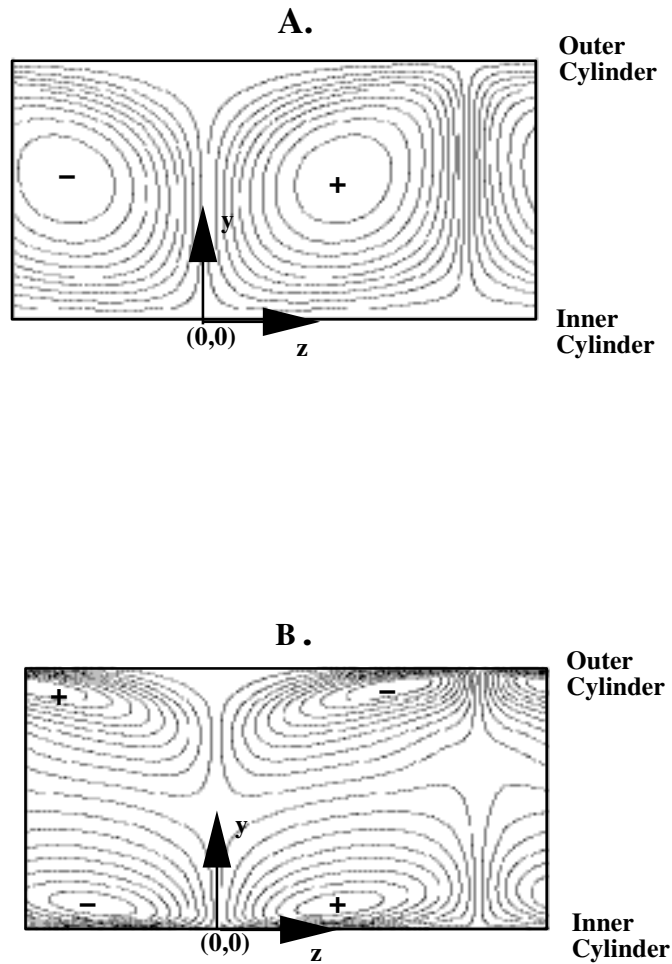 A.
Outer
Cylinder
−
+
y
Inner
Cylinder
(0,0)
z
B.
Outer
Cylinder
+
−
y
−
+
Inner
Cylinder
(0,0)
z